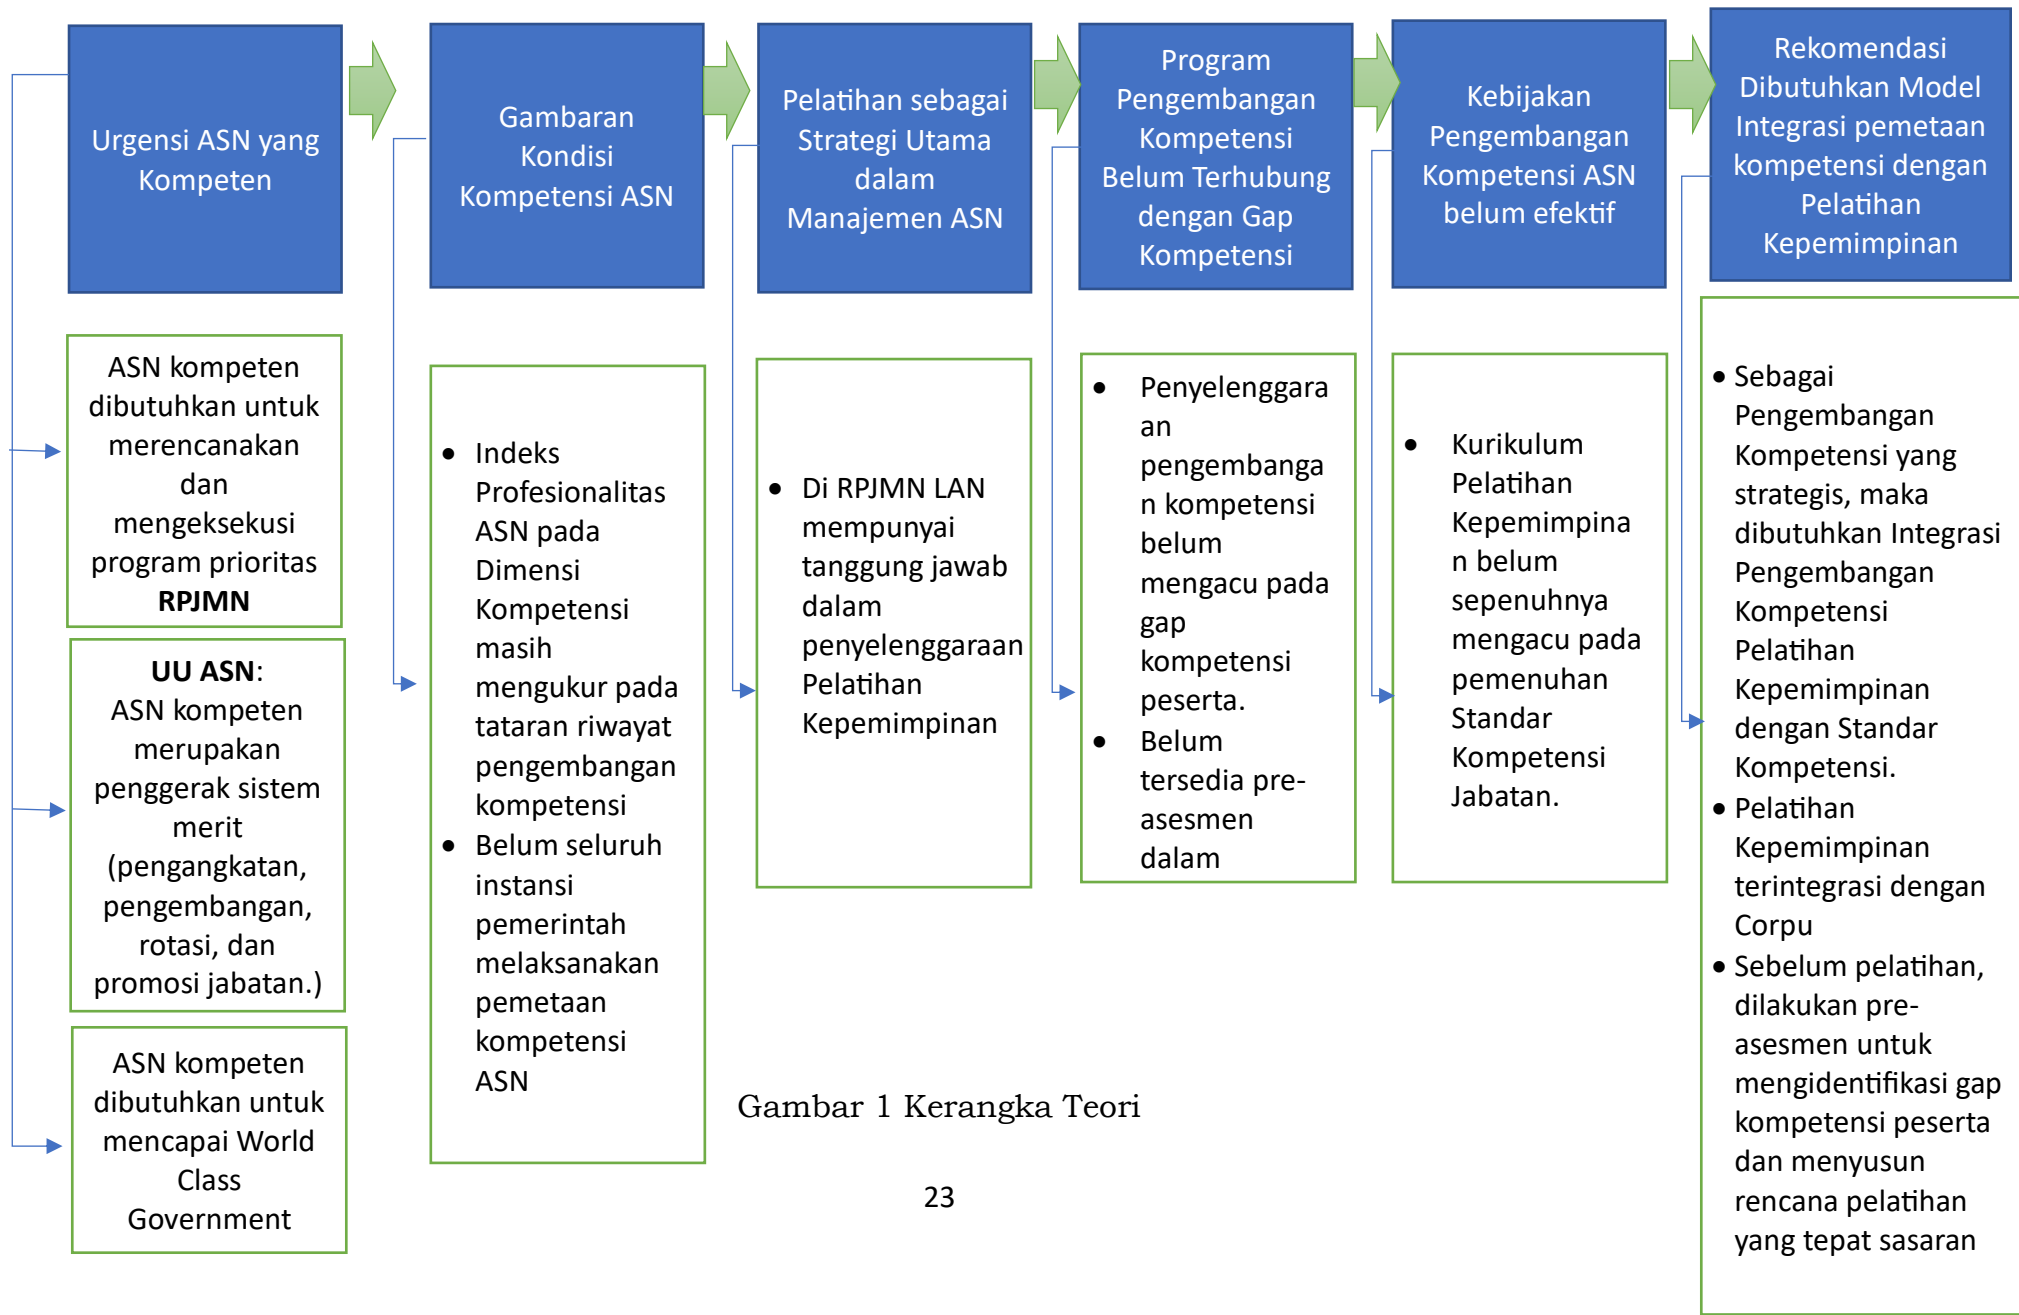 Urgensi ASN yang
Kompeten
Gambaran
Kondisi
Kompetensi ASN
Pelatihan sebagai
Strategi Utama
dalam
Manajemen ASN
Program
Pengembangan
Kompetensi
Belum Terhubung
dengan Gap
Kompetensi
Kebijakan
Pengembangan
Kompetensi ASN
belum efektif
Rekomendasi
Dibutuhkan Model
Integrasi pemetaan
kompetensi dengan
Pelatihan
Kepemimpinan
ASN kompeten
dibutuhkan untuk
merencanakan
dan
mengeksekusi
program prioritas
RPJMN
UU ASN:
ASN kompeten
merupakan
penggerak sistem
merit
(pengangkatan,
pengembangan,
rotasi, dan
promosi jabatan.)
ASN kompeten
dibutuhkan untuk
mencapai World
Class
Government
• Indeks
Profesionalitas
ASN pada
Dimensi
Kompetensi
masih
mengukur pada
tataran riwayat
pengembangan
kompetensi
• Belum seluruh
instansi
pemerintah
melaksanakan
pemetaan
kompetensi
ASN
• Di RPJMN LAN
mempunyai
tanggung jawab
dalam
penyelenggaraan
Pelatihan
Kepemimpinan
• Penyelenggara
an
pengembanga
n kompetensi
belum
mengacu pada
gap
kompetensi
peserta.
• Belum
tersedia pre-
asesmen
dalam
• Kurikulum
Pelatihan
Kepemimpina
n belum
sepenuhnya
mengacu pada
pemenuhan
Standar
Kompetensi
Jabatan.
• Sebagai
Pengembangan
Kompetensi yang
strategis, maka
dibutuhkan Integrasi
Pengembangan
Kompetensi
Pelatihan
Kepemimpinan
dengan Standar
Kompetensi.
• Pelatihan
Kepemimpinan
terintegrasi dengan
Corpu
• Sebelum pelatihan,
dilakukan pre-
asesmen untuk
mengidentifikasi gap
kompetensi peserta
dan menyusun
rencana pelatihan
yang tepat sasaran
Gambar 1 Kerangka Teori
23